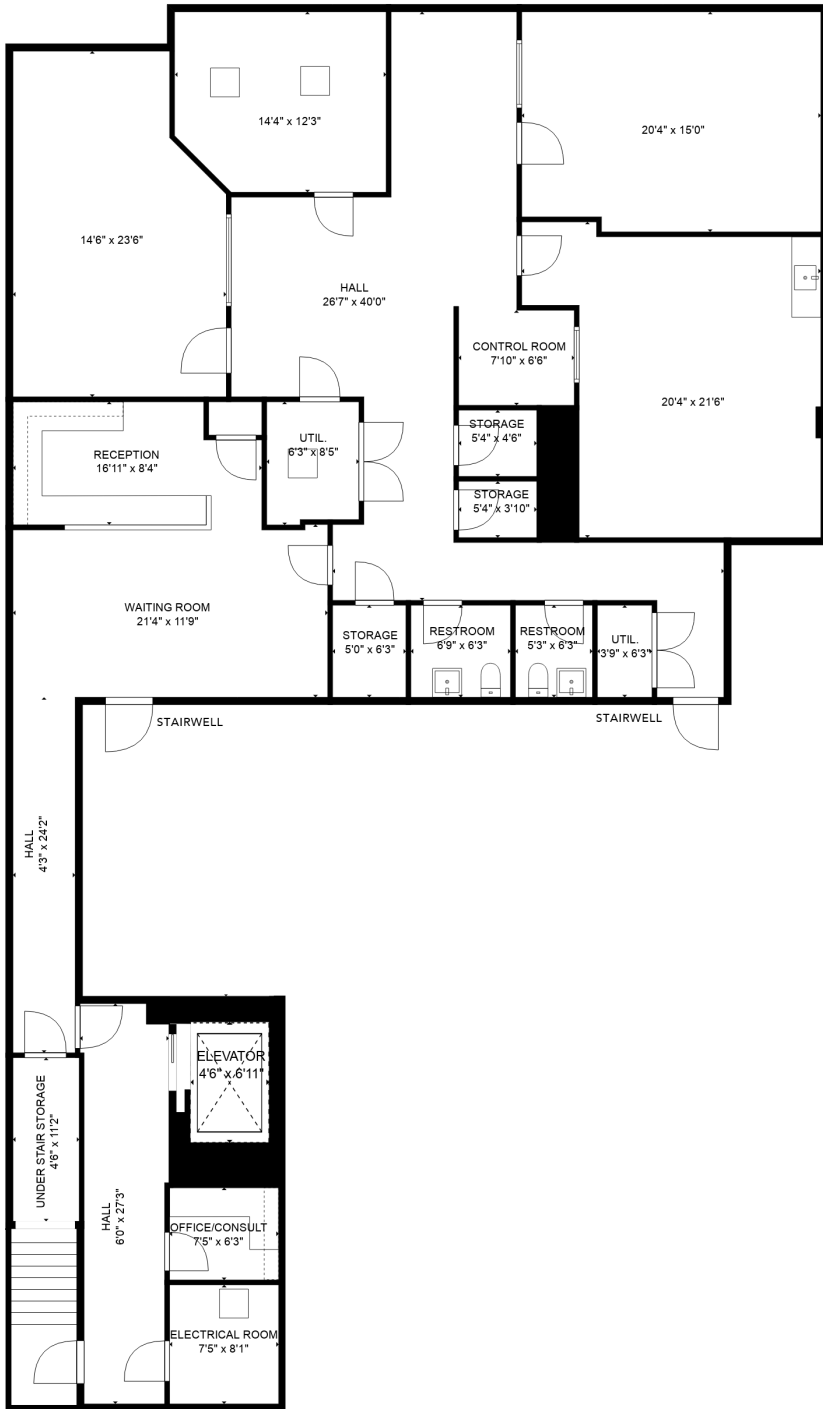 14'4" x 12'3"
20'4" x 15'0"
14'6" x 23'6"
HALL
26'7" x 40'0"
CONTROL ROOM
7'10" x 6'6"
20'4" x 21'6"
STORAGE
5'4" x 4'6"
UTIL.
6'3" x 8'5"
RECEPTION
16'11" x 8'4"
STORAGE
5'4" x 3'10"
WAITING ROOM
21'4" x 11'9"
STORAGE
5'0" x 6'3"
RESTROOM
6'9" x 6'3"
RESTROOM
5'3" x 6'3"
UTIL.
3'9" x 6'3"
STAIRWELL
STAIRWELL
HALL
4'3" x 24'2"
ELEVATOR
4'6" x 6'11"
UNDER STAIR STORAGE
4'6" x 11'2"
HALL
6'0" x 27'3"
OFFICE/CONSULT
7'5" x 6'3"
ELECTRICAL ROOM
7'5" x 8'1"